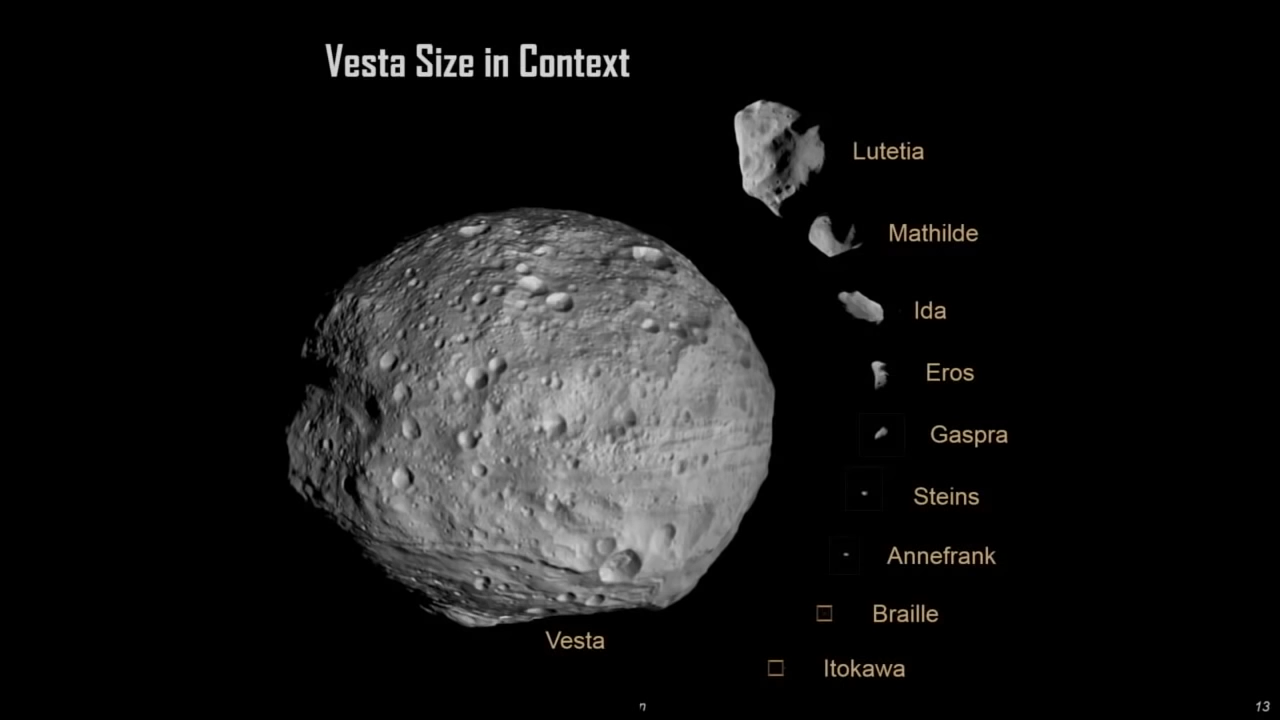 Vesta Size in Context
Lutetia
Mathilde
Ida
Eros
Gaspra
Steins
Annefrank
Braille
Vesta
Itokawa
13